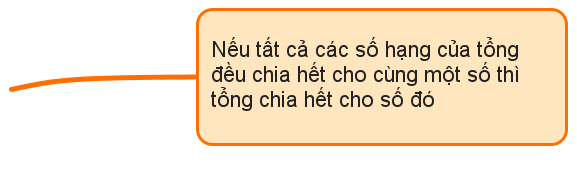 Nếu tất cả các số hạng của tổng
đều chia hết cho cùng một số thì
tổng chia hết cho số đó